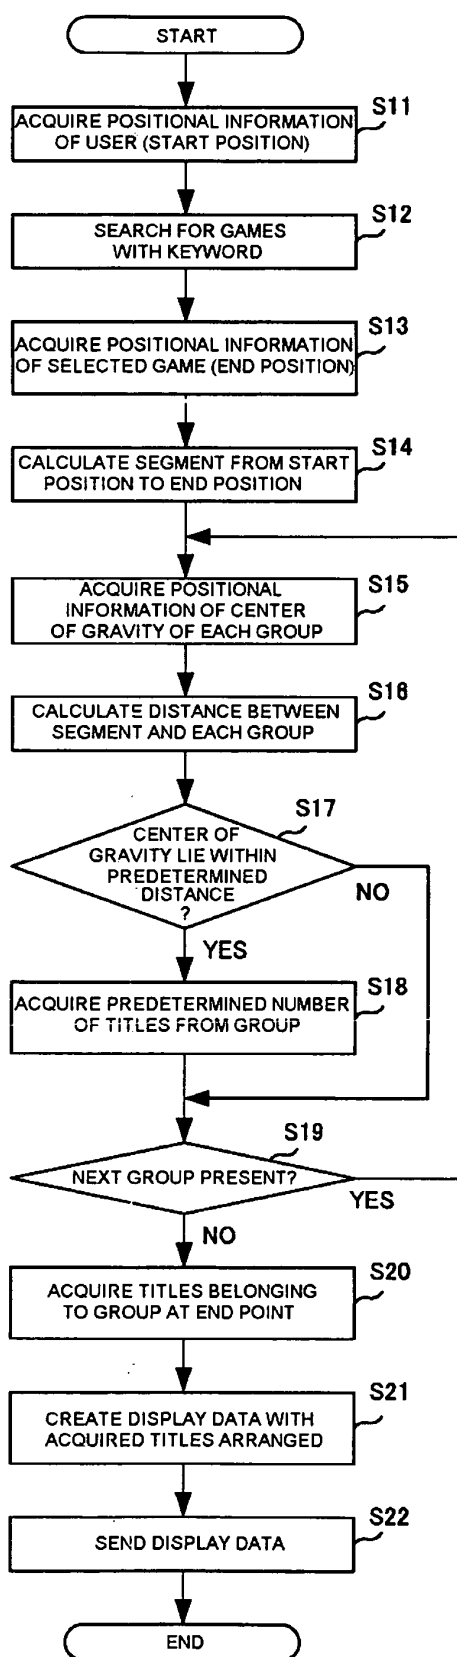 START
S11
ACQUIRE POSITIONAL INFORMATION
OF USER (START POSITION)
S12
SEARCH FOR GAMES
WITH KEYWORD
S13
ACQUIRE POSITIONAL INFORMATION
OF SELECTED GAME (END POSITION)
S14
CALCULATE SEGMENT FROM START
POSITION TO END POSITION
S15
ACQUIRE POSITIONAL
INFORMATION OF CENTER
OF GRAVITY OF EACH GROUP
S16
CALCULATE DISTANCE BETWEEN
SEGMENT AND EACH GROUP
S17
CENTER OF
GRAVITY LIE WITHIN
PREDETERMINED
DISTANCE
?
NO
YES
S18
ACQUIRE PREDETERMINED NUMBER
OF TITLES FROM GROUP
S19
NEXT GROUP PRESENT?
YES
NO
S20
ACQUIRE TITLES BELONGING
TO GROUP AT END POINT
S21
CREATE DISPLAY DATA WITH
ACQUIRED TITLES ARRANGED
S22
SEND DISPLAY DATA
END